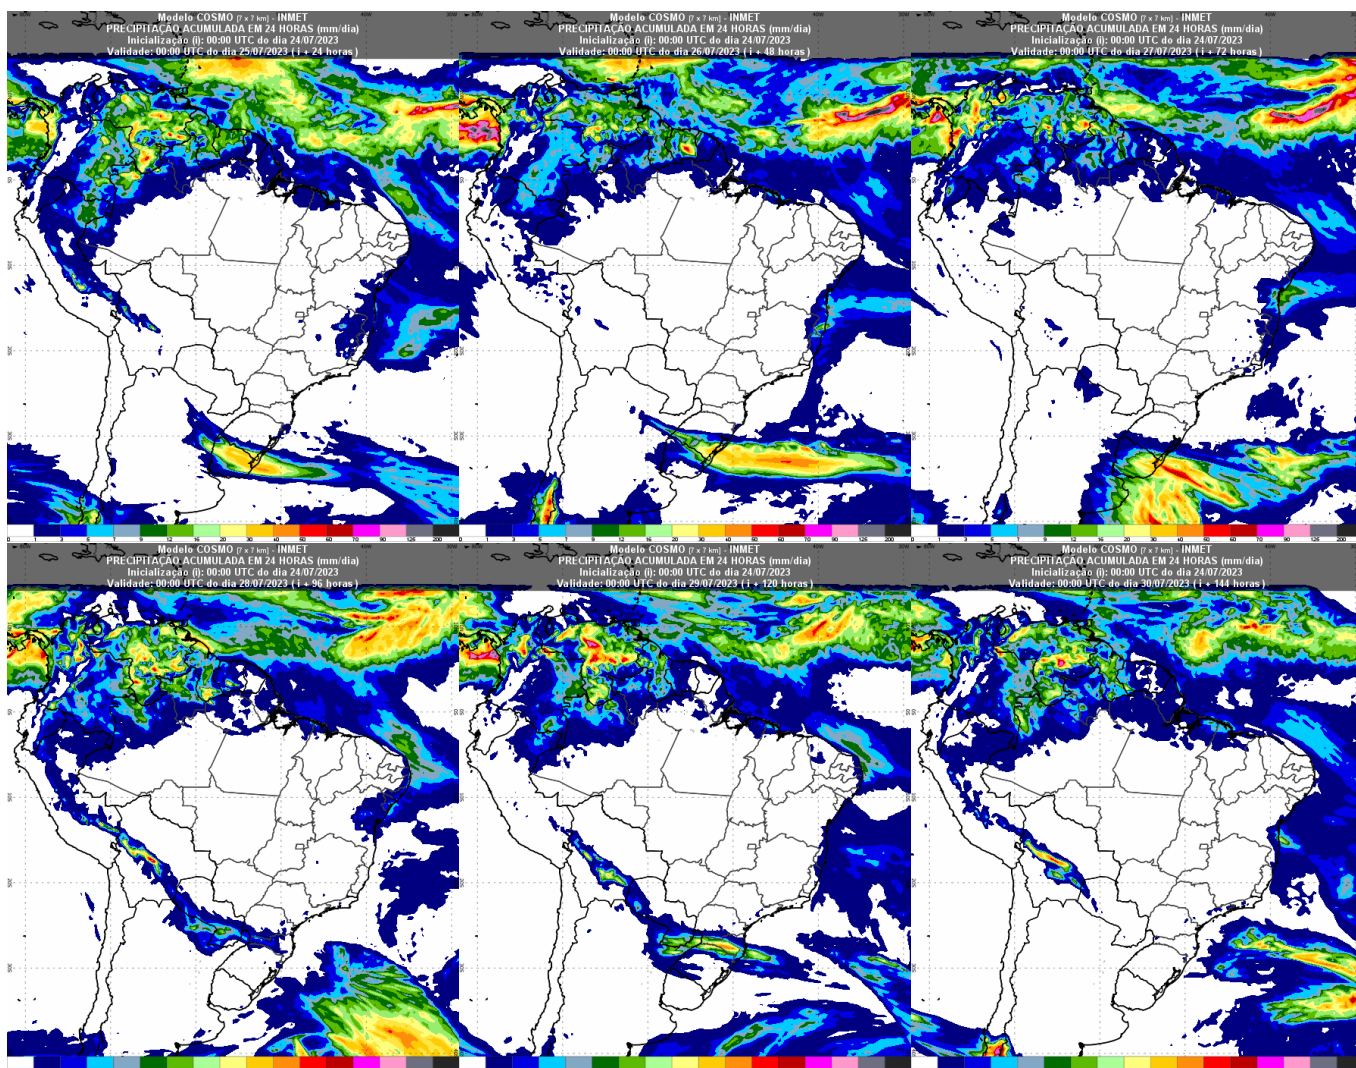 Modelo COSMO [7 x 7 km] - INMET
PRECIPITAÇÃO ACUMULADA EM 24 HORAS (mm/dia)
Inicialização (i): 00:00 UTC do dia 24/07/2023
Validade: 00:00 UTC do dia 25/07/2023 ( i + 24 horas )
Modelo COSMO [7 x 7 km] - INMET
PRECIPITAÇÃO ACUMULADA EM 24 HORAS (mm/dia)
Inicialização (i): 00:00 UTC do dia 24/07/2023
Validade: 00:00 UTC do dia 26/07/2023 ( i + 48 horas )
Modelo COSMO [7 x 7 km] - INMET
PRECIPITAÇÃO ACUMULADA EM 24 HORAS (mm/dia)
Inicialização (i): 00:00 UTC do dia 24/07/2023
Validade: 00:00 UTC do dia 27/07/2023 ( i + 72 horas )
Modelo COSMO [7 x 7 km] - INMET
PRECIPITAÇÃO ACUMULADA EM 24 HORAS (mm/dia)
Inicialização (i): 00:00 UTC do dia 24/07/2023
Validade: 00:00 UTC do dia 28/07/2023 ( i + 96 horas )
Modelo COSMO [7 x 7 km] - INMET
PRECIPITAÇÃO ACUMULADA EM 24 HORAS (mm/dia)
Inicialização (i): 00:00 UTC do dia 24/07/2023
Validade: 00:00 UTC do dia 29/07/2023 ( i + 120 horas )
Modelo COSMO [7 x 7 km] - INMET
PRECIPITAÇÃO ACUMULADA EM 24 HORAS (mm/dia)
Inicialização (i): 00:00 UTC do dia 24/07/2023
Validade: 00:00 UTC do dia 30/07/2023 ( i + 144 horas )